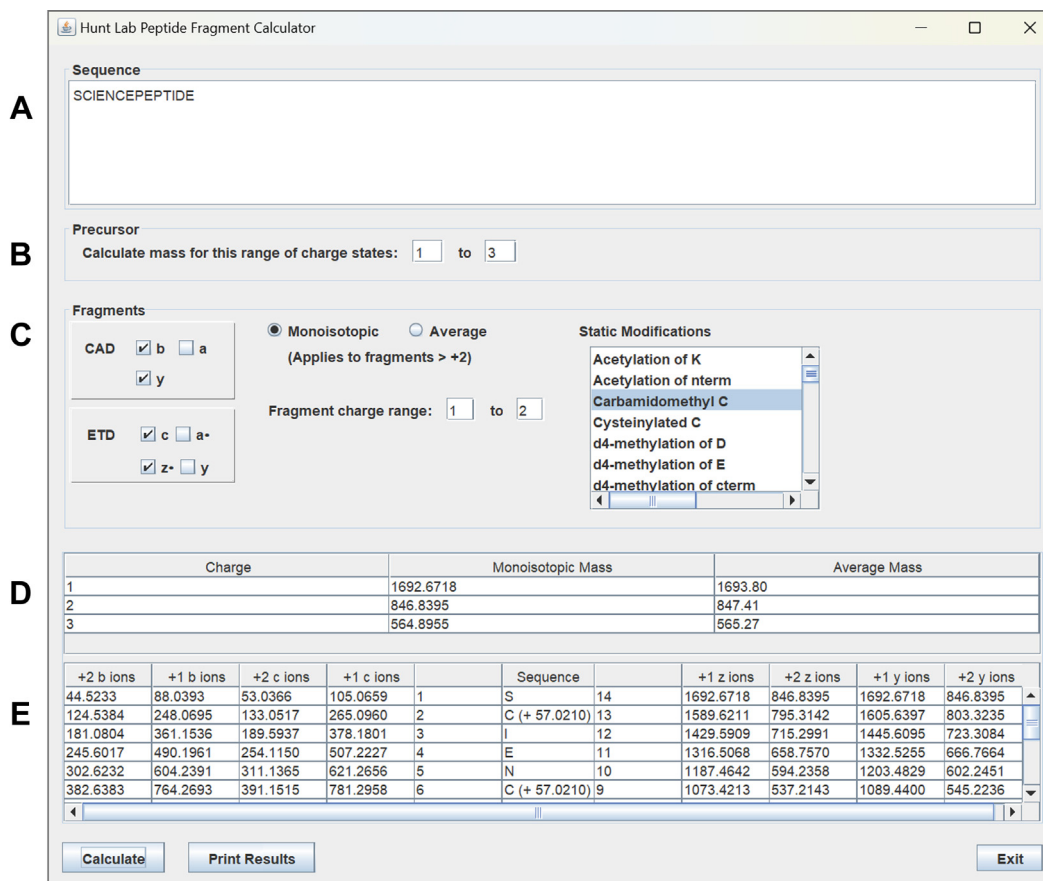 Hunt Lab Peptide Fragment Calculator
A
Sequence
SCIENCEPEPTIDE
B
Precursor
Calculate mass for this range of charge states: 1 to 3
C
Fragments
CAD b a
y
ETD c a•
z• y
Monoisotopic Average
(Applies to fragments > +2)
Fragment charge range: 1 to 2
Static Modifications
Acetylation of K
Acetylation of nterm
Carbamidomethyl C
Cysteinylated C
d4-methylation of D
d4-methylation of E
d4-methylation of cterm
D
Charge Monoisotopic Mass Average Mass
1 1692.6718 1693.80
2 846.8395 847.41
3 564.8955 565.27
E
+2 b ions +1 b ions +2 c ions +1 c ions Sequence +1 z ions +2 z ions +1 y ions +2 y ions
44.5233 88.0393 53.0366 105.0659 1 S 14 1692.6718 846.8395 1692.6718 846.8395
124.5384 248.0695 133.0517 265.0960 2 C (+ 57.0210) 13 1589.6211 795.3142 1605.6397 803.3235
181.0804 361.1536 189.5937 378.1801 3 I 12 1429.5909 715.2991 1445.6095 723.3084
245.6017 490.1961 254.1150 507.2227 4 E 11 1316.5068 658.7570 1332.5255 666.7664
302.6232 604.2391 311.1365 621.2656 5 N 10 1187.4642 594.2358 1203.4829 602.2451
382.6383 764.2693 391.1515 781.2958 6 C (+ 57.0210) 9 1073.4213 537.2143 1089.4400 545.2236
Calculate Print Results Exit